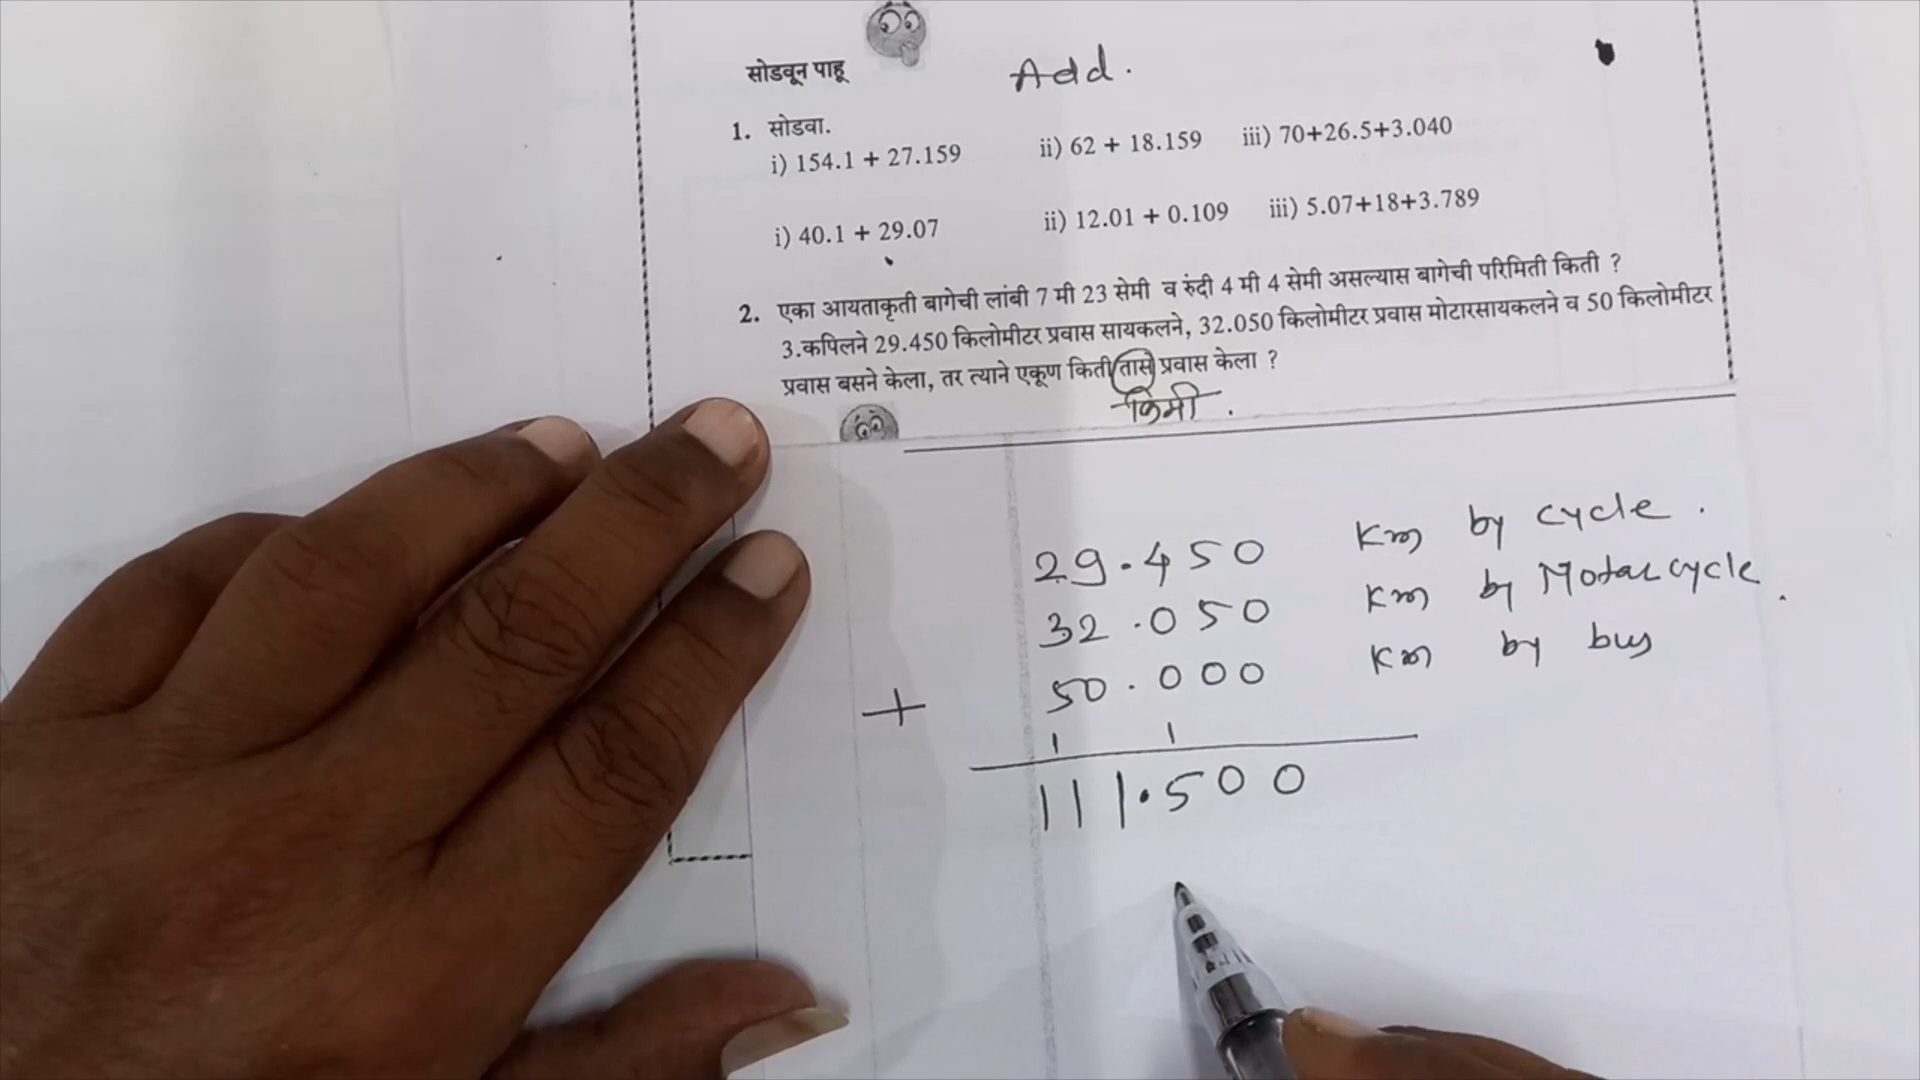 सोडवून पाहू
Add.
1. सोडवा.
i) 154.1 + 27.159 ii) 62 + 18.159 iii) 70+26.5+3.040
i) 40.1 + 29.07 ii) 12.01 + 0.109 iii) 5.07+18+3.789
2. एका आयताकृती बागेची लांबी 7 मी 23 सेमी व रुंदी 4 मी 4 सेमी असल्यास बागेची परिमिती किती ?
3.कपिलने 29.450 किलोमीटर प्रवास सायकलने, 32.050 किलोमीटर प्रवास मोटारसायकलने व 50 किलोमीटर
प्रवास बसने केला, तर त्याने एकूण किती तास प्रवास केला ?
किमी .
29.450 Km by cycle .
32.050 Km by Motarcycle .
50.000 Km by bus
+
1 1
111.500